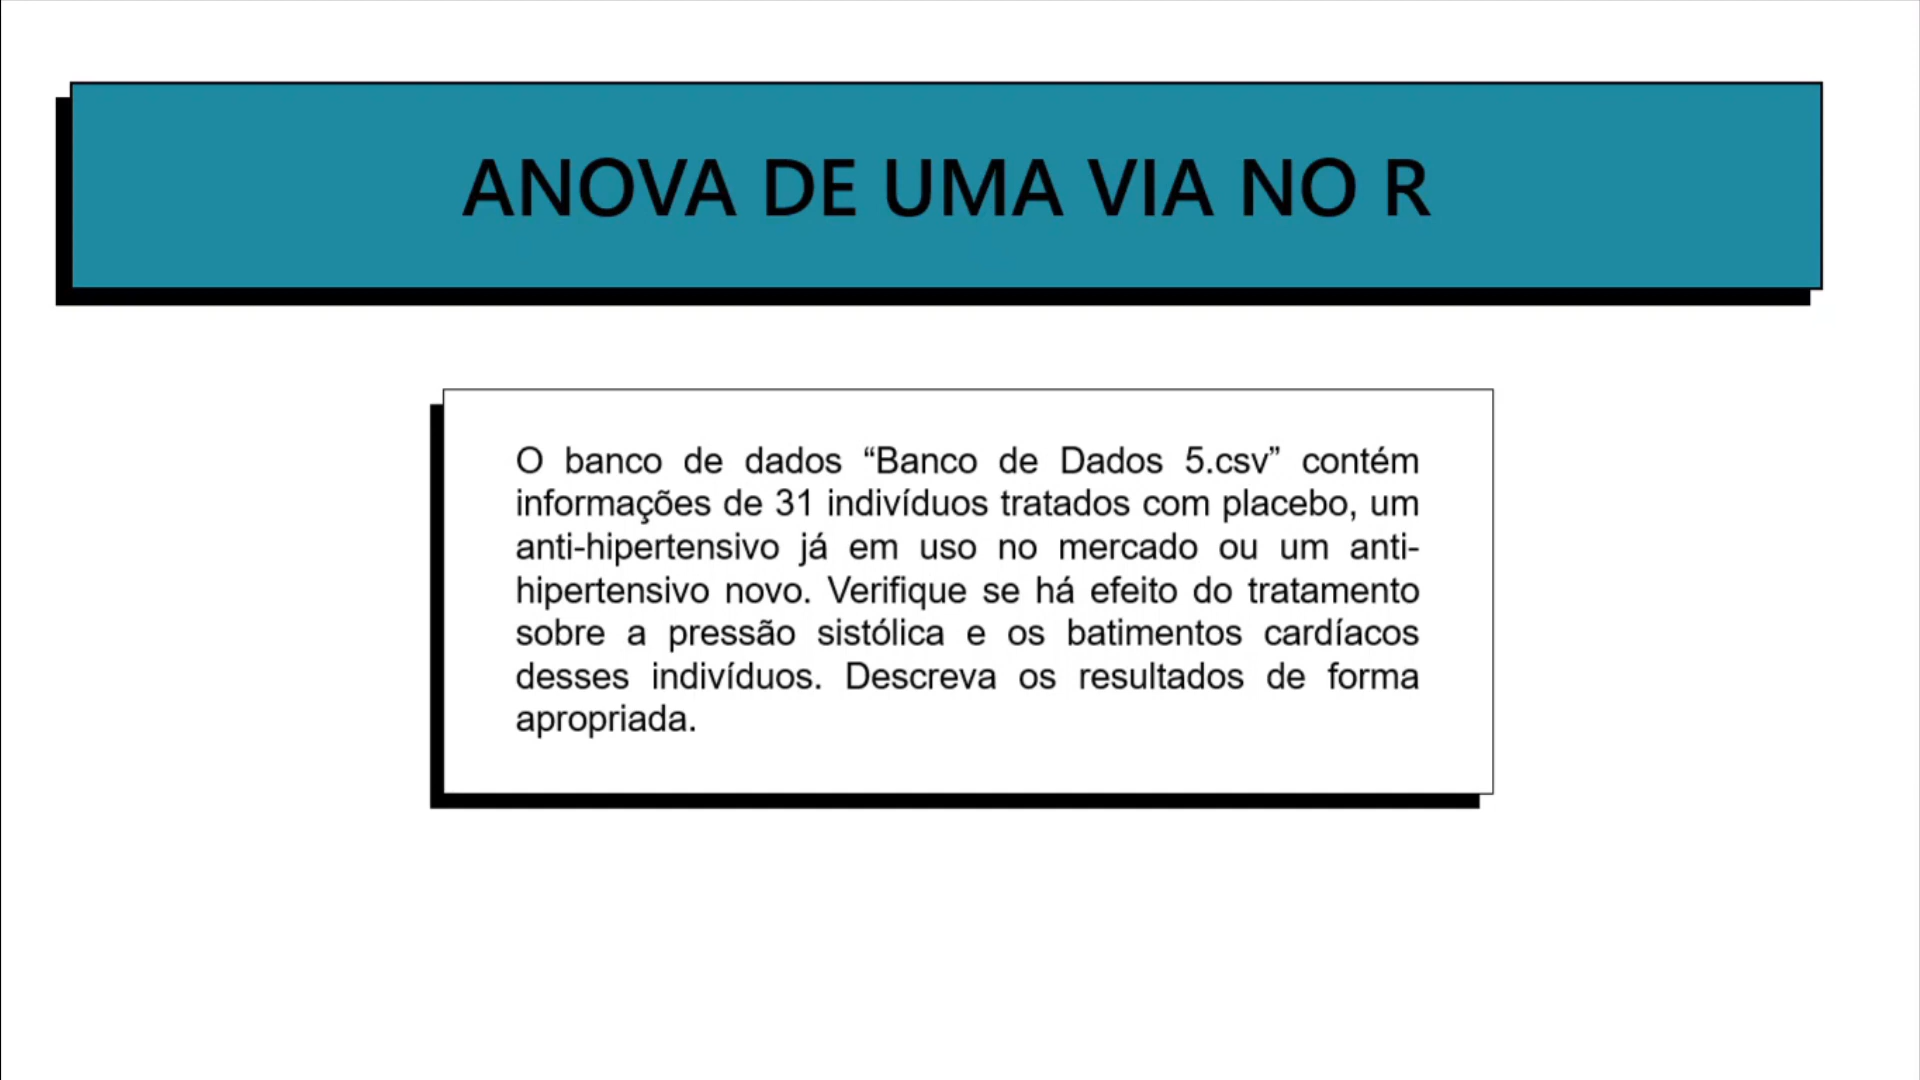 ANOVA DE UMA VIA NO R
O banco de dados “Banco de Dados 5.csv” contém
informações de 31 indivíduos tratados com placebo, um
anti-hipertensivo já em uso no mercado ou um anti-
hipertensivo novo. Verifique se há efeito do tratamento
sobre a pressão sistólica e os batimentos cardíacos
desses indivíduos. Descreva os resultados de forma
apropriada.